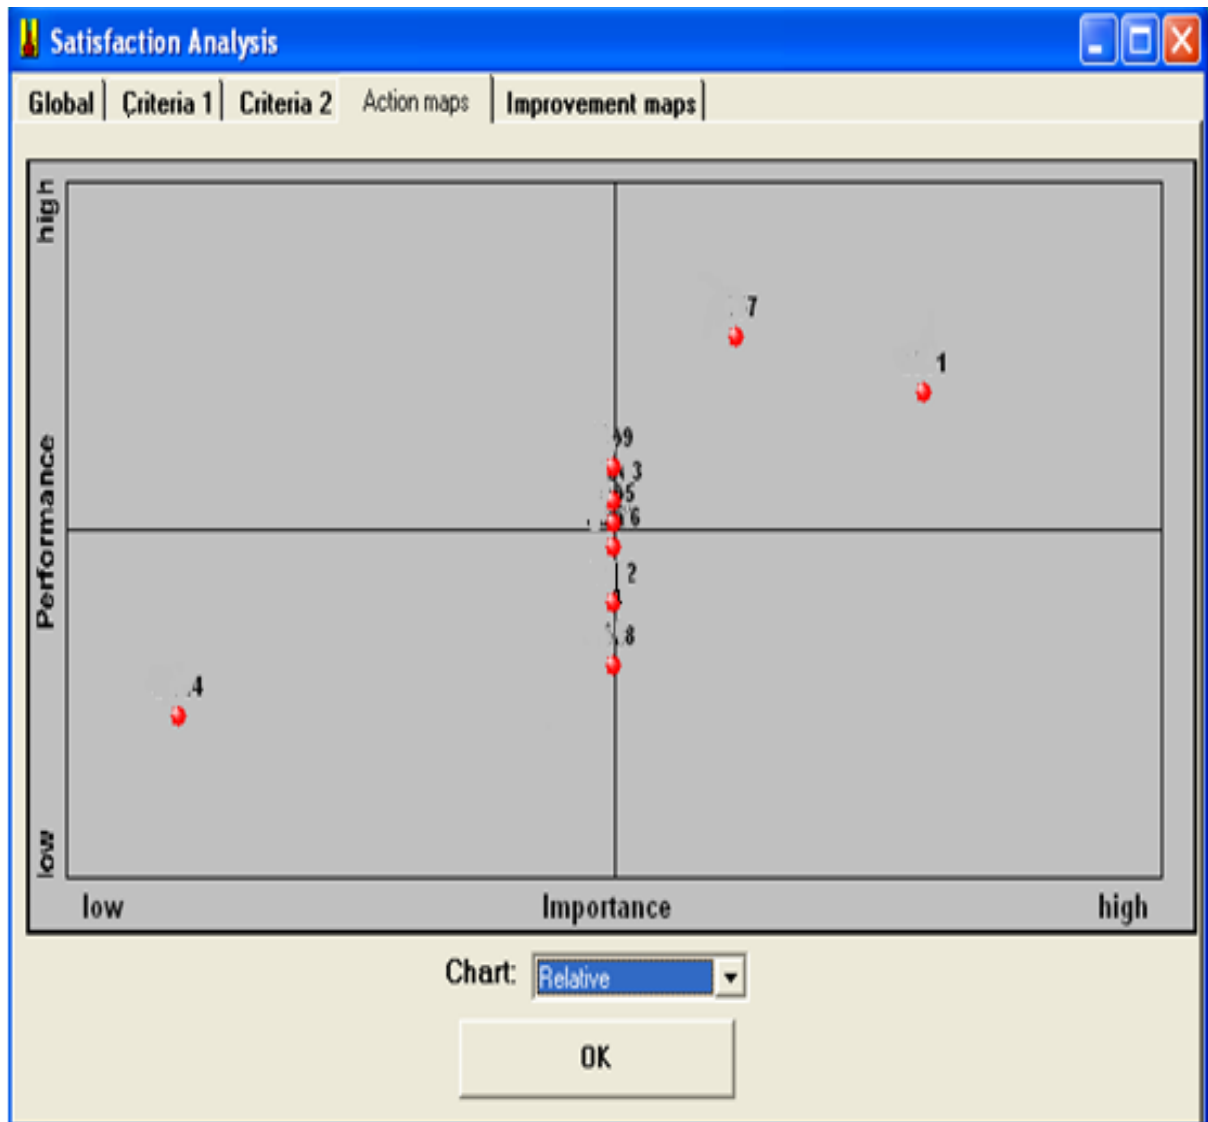 Satisfaction Analysis
Global Criteria 1 Criteria 2 Action maps Improvement maps
high
7
1
9
3
5
6
Performance
2
8
4
low
low Importance high
Chart: Relative
OK